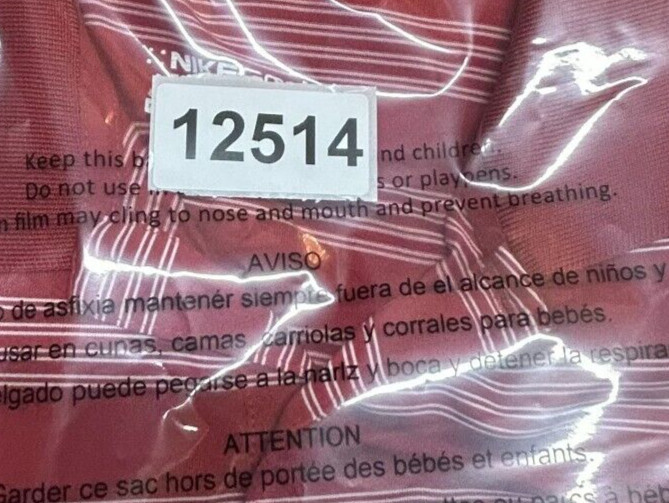 NIKE
12514
Keep this b nd children.
Do not use s or playpens.
film may cling to nose and mouth and prevent breathing.
AVISO
de asfixia mantenér siempre fuera de el alcance de niños y
usar en cunas, camas, carriolas y corrales para bebés.
elgado puede pegarse a la nariz y boca y detener la respira
ATTENTION
Garder ce sac hors de portée des bébés et enfants.